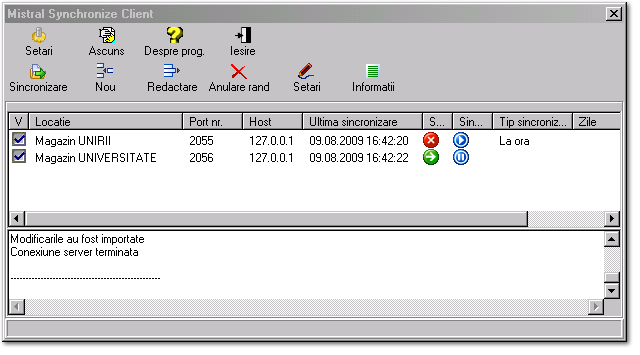 Mistral Synchronize Client
Setari Ascuns Despre prog. Iesire
Sincronizare Nou Redactare Anulare rand Setari Informatii
V Locatie Port nr. Host Ultima sincronizare S... Sin... Tip sincroniz... Zile
Magazin UNIRII 2055 127.0.0.1 09.08.2009 16:42:20 La ora
Magazin UNIVERSITATE 2056 127.0.0.1 09.08.2009 16:42:22
Modificarile au fost importate
Conexiune server terminata
--------------------------------------------------